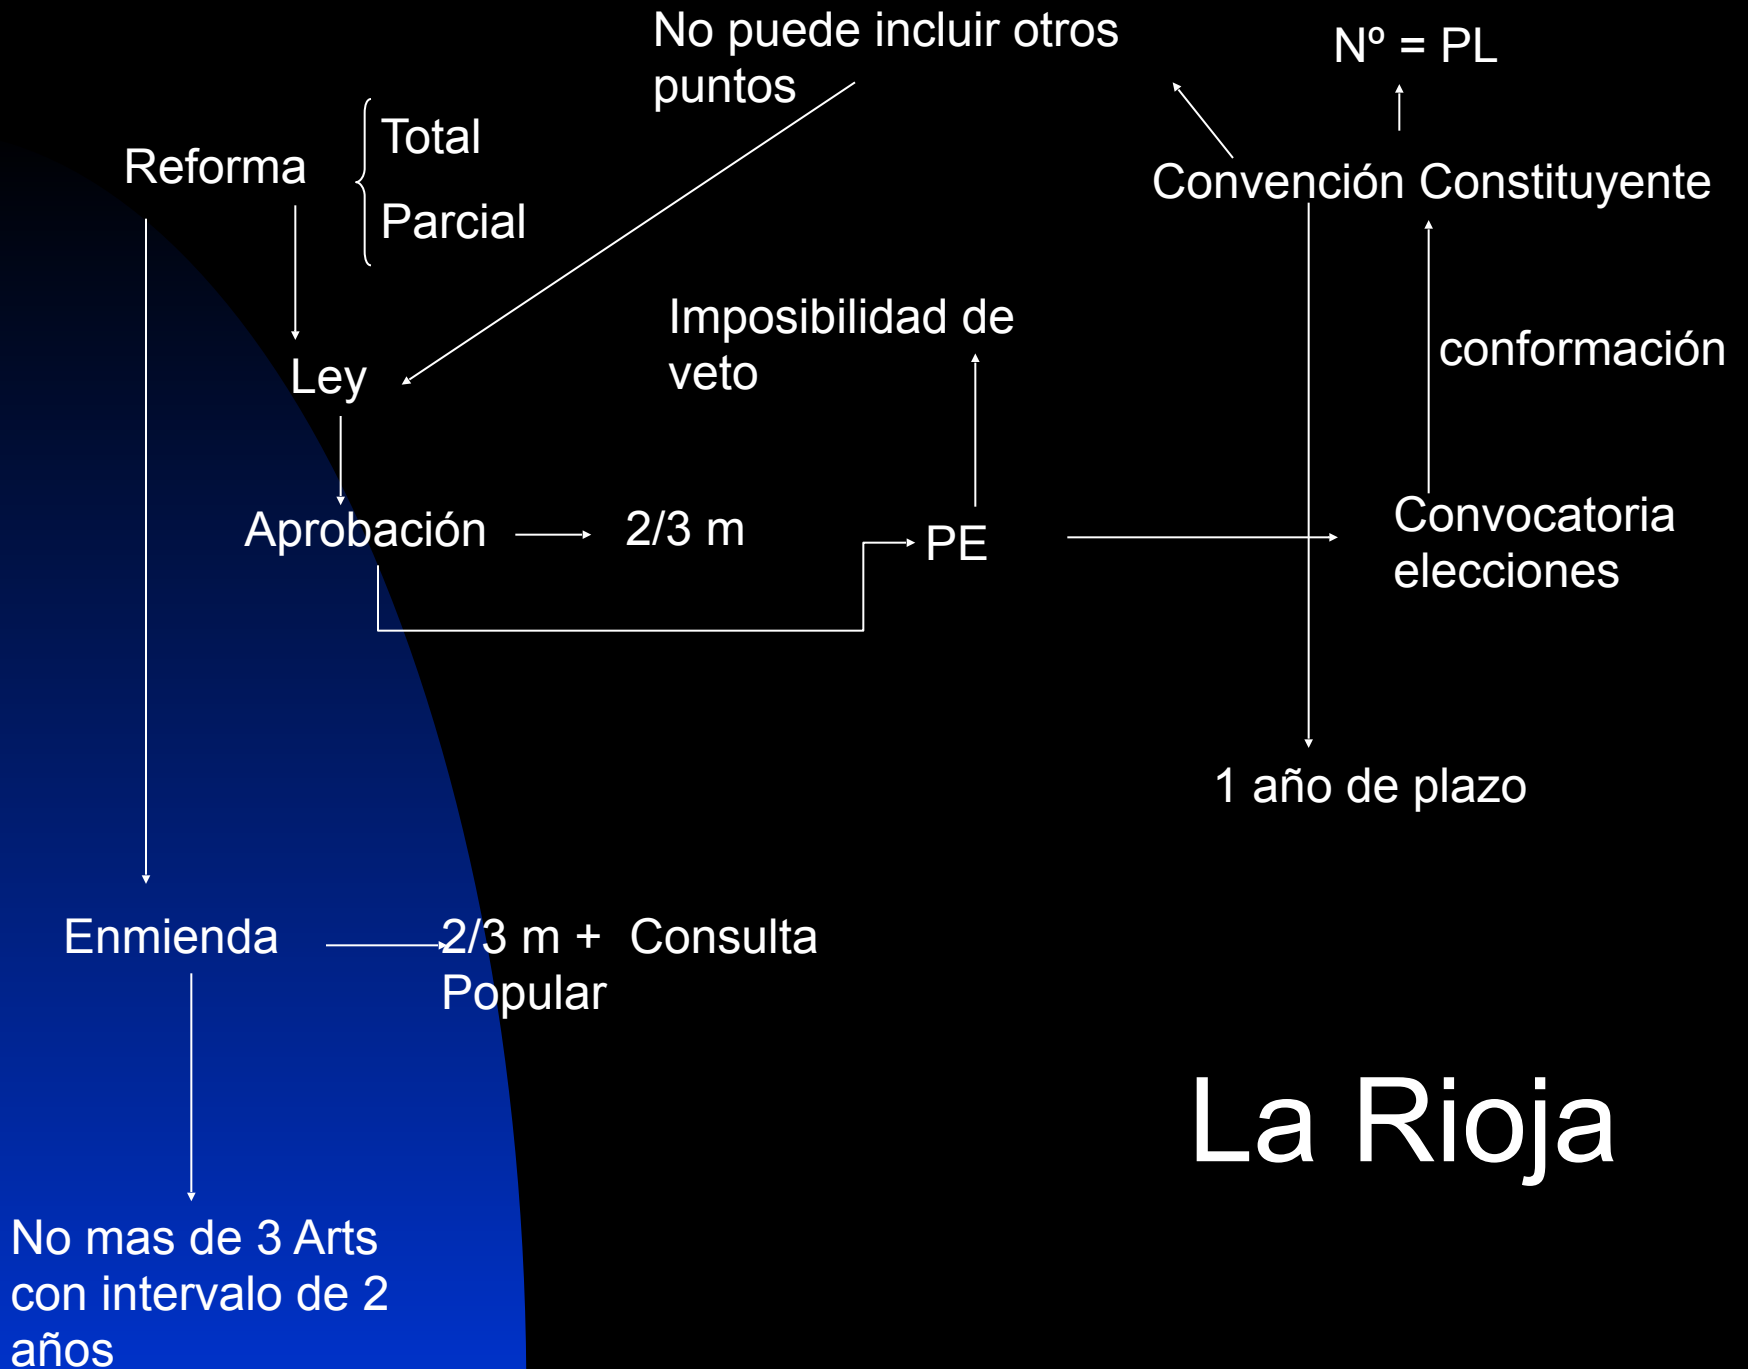 No puede incluir otros
puntos
Nº = PL
Reforma
Total
Parcial
Convención Constituyente
Ley
Imposibilidad de
veto
conformación
Aprobación
2/3 m
PE
Convocatoria
elecciones
1 año de plazo
Enmienda
2/3 m + Consulta
Popular
La Rioja
No mas de 3 Arts
con intervalo de 2
años